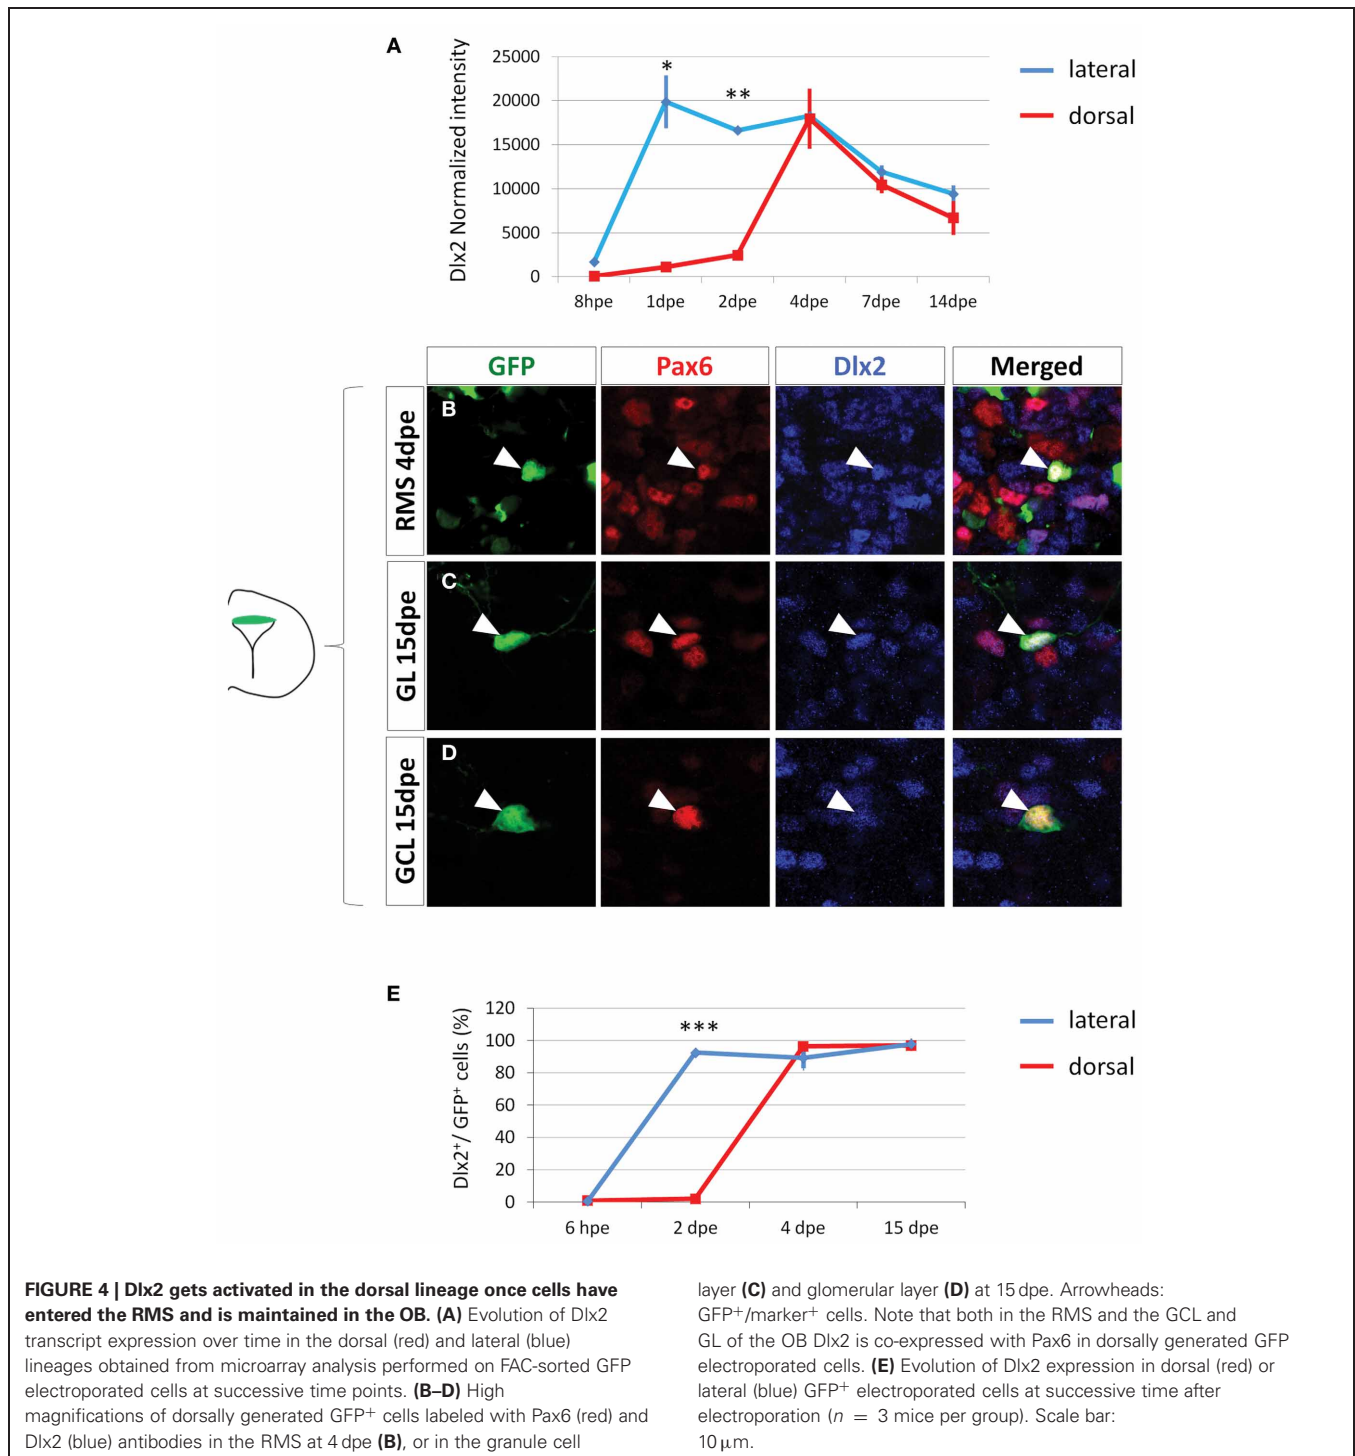 A
Dlx2 Normalized intensity
25000
20000
15000
10000
5000
0
*
**
8hpe 1dpe 2dpe 4dpe 7dpe 14dpe
lateral
dorsal
GFP Pax6 Dlx2 Merged
RMS 4dpe
B
GL 15dpe
C
GCL 15dpe
D
E
Dlx2+/ GFP+ cells (%)
120
100
80
60
40
20
0
***
6 hpe 2 dpe 4 dpe 15 dpe
lateral
dorsal
FIGURE 4 | Dlx2 gets activated in the dorsal lineage once cells have
entered the RMS and is maintained in the OB. (A) Evolution of Dlx2
transcript expression over time in the dorsal (red) and lateral (blue)
lineages obtained from microarray analysis performed on FAC-sorted GFP
electroporated cells at successive time points. (B–D) High
magnifications of dorsally generated GFP+ cells labeled with Pax6 (red) and
Dlx2 (blue) antibodies in the RMS at 4 dpe (B), or in the granule cell
layer (C) and glomerular layer (D) at 15 dpe. Arrowheads:
GFP+/marker+ cells. Note that both in the RMS and the GCL and
GL of the OB Dlx2 is co-expressed with Pax6 in dorsally generated GFP
electroporated cells. (E) Evolution of Dlx2 expression in dorsal (red) or
lateral (blue) GFP+ electroporated cells at successive time after
electroporation (n = 3 mice per group). Scale bar:
10 μm.